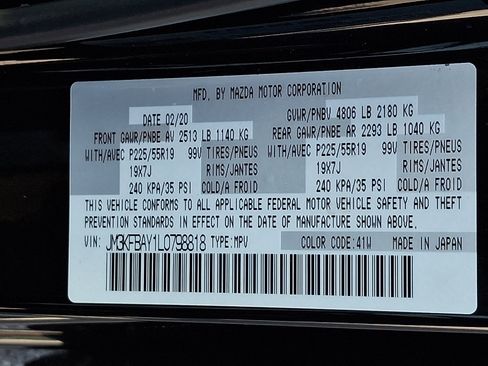 MFD. BY MAZDA MOTOR CORPORATION
DATE 02/20 GVWR/PNBV 4806 LB 2180 KG
FRONT GAWR/PNBE AV 2513 LB 1140 KG REAR GAWR/PNBE AR 2293 LB 1040 KG
WITH/AVEC P225/55R19 99V TIRES/PNEUS WITH/AVEC P225/55R19 99V TIRES/PNEUS
19X7J RIMS/JANTES 19X7J RIMS/JANTES
240 KPA/35 PSI COLD/A FROID 240 KPA/35 PSI COLD/A FROID
THIS VEHICLE CONFORMS TO ALL APPLICABLE FEDERAL MOTOR VEHICLE SAFETY AND THEFT
PREVENTION STANDARDS IN EFFECT ON THE DATE OF MANUFACTURE SHOWN ABOVE.
VIN: JM3KFBAY1L0798818 TYPE:MPV COLOR CODE:41W MADE IN JAPAN